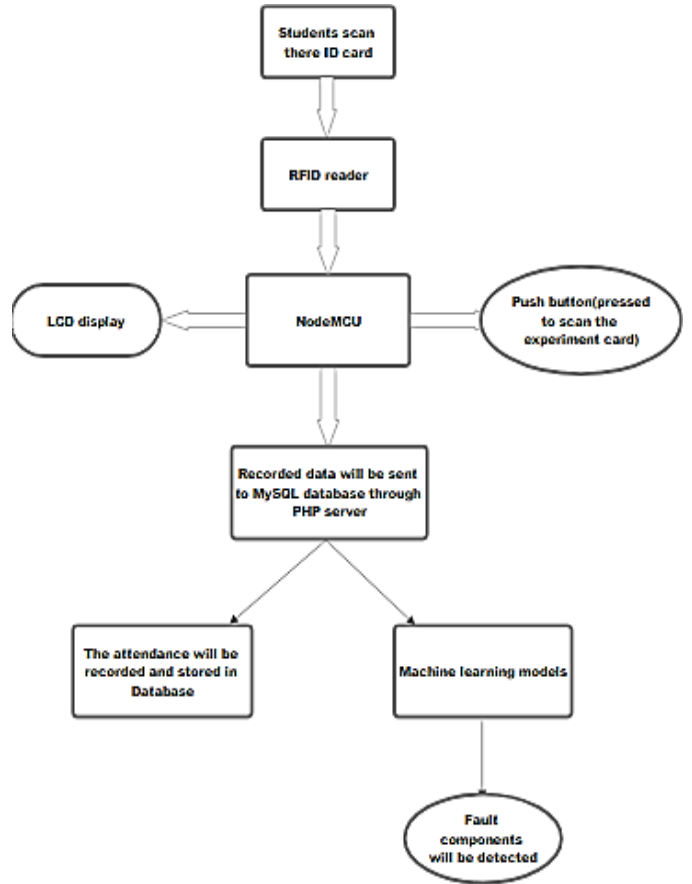 Students scan
there ID card
RFID reader
LCD display
NodeMCU
Push button(pressed
to scan the
experiment card)
Recorded data will be sent
to MySQL database through
PHP server
The attendance will be
recorded and stored in
Database
Machine learning models
Fault
components
will be detected